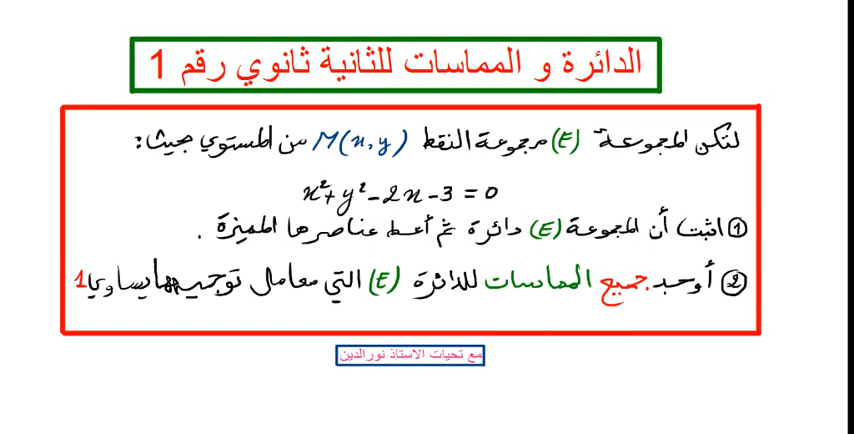 الدائرة و المماسات للثانية ثانوي رقم 1
لتكن المجموعة (E) مجموعة النقط M(x,y) من المستوي حيث:
x²+y²-2x-3=0
① اثبت أن المجموعة (E) دائرة ثم أعط عناصرها المميزة.
② أوجد جميع المماسات للدائرة (E) التي معامل توجيهها يساوي 1
مع تحيات الاستاذ نورالدين